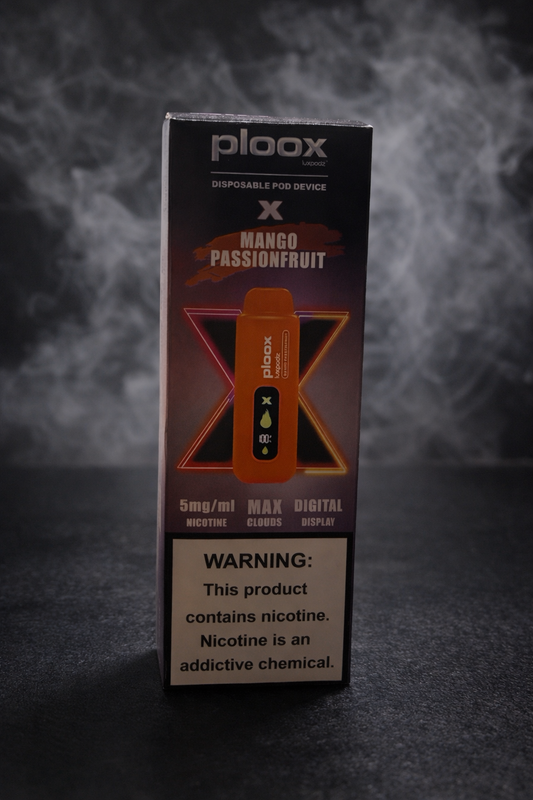 ploox
DISPOSABLE POD DEVICE
X
MANGO
PASSIONFRUIT
ploox
X
100%
5mg/ml MAX DIGITAL
NICOTINE CLOUDS DISPLAY
WARNING:
This product
contains nicotine.
Nicotine is an
addictive chemical.